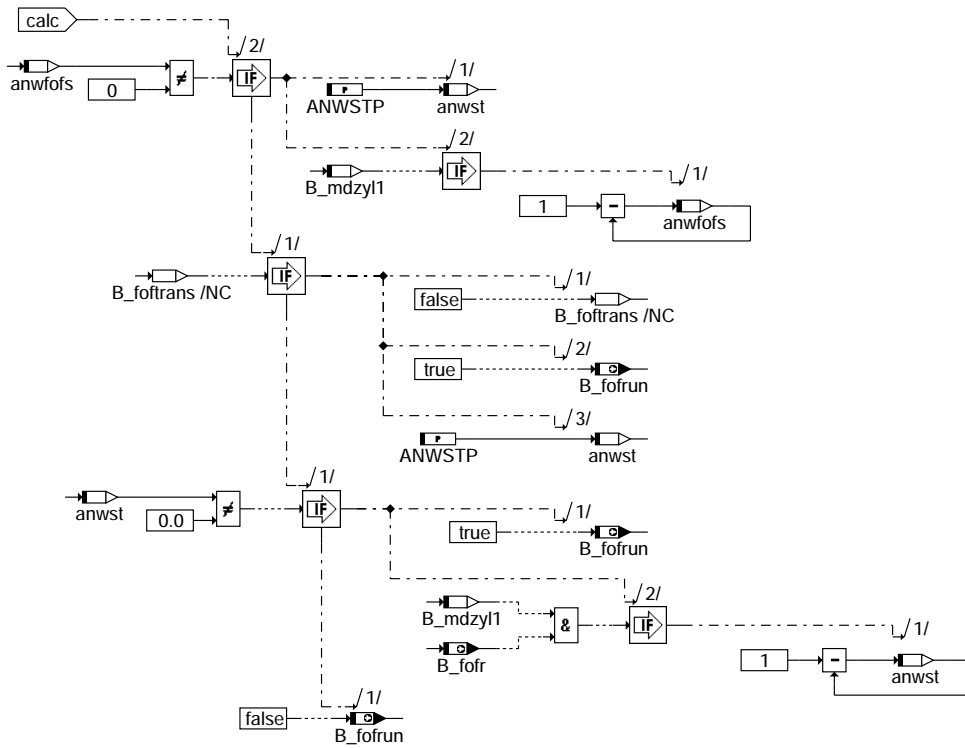 calc
/2/
anwfofs
0
≠
IF
/1/
P
ANWSTP
anwst
/2/
B_mdzyl1
IF
/1/
1
-
anwfofs
/1/
B_foftrans /NC
IF
/1/
false
B_foftrans /NC
/2/
true
B_fofrun
/3/
P
ANWSTP
anwst
/1/
anwst
0.0
≠
IF
/1/
true
B_fofrun
/2/
B_mdzyl1
B_fofr
&
IF
/1/
1
-
anwst
/1/
false
B_fofrun